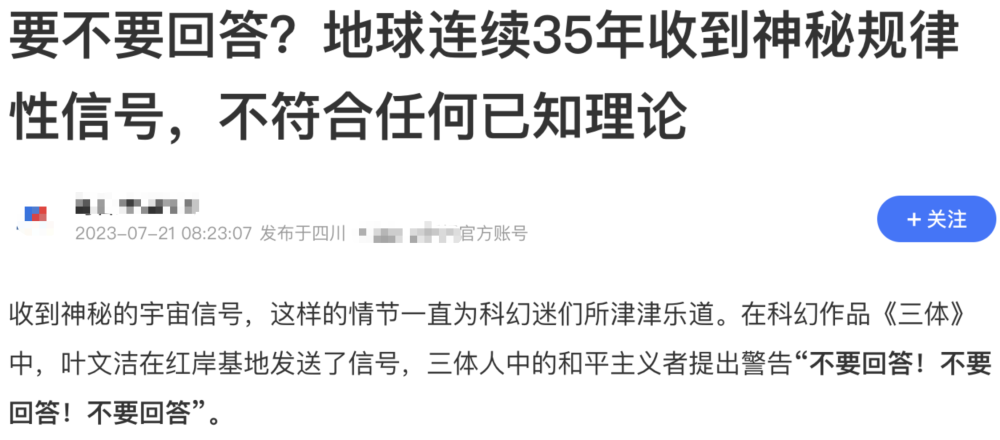 要不要回答？地球连续35年收到神秘规律
性信号，不符合任何已知理论
2023-07-21 08:23:07 发布于四川 官方账号
+ 关注
收到神秘的宇宙信号，这样的情节一直为科幻迷们所津津乐道。在科幻作品《三体》
中，叶文洁在红岸基地发送了信号，三体人中的和平主义者提出警告“不要回答！不要
回答！不要回答”。